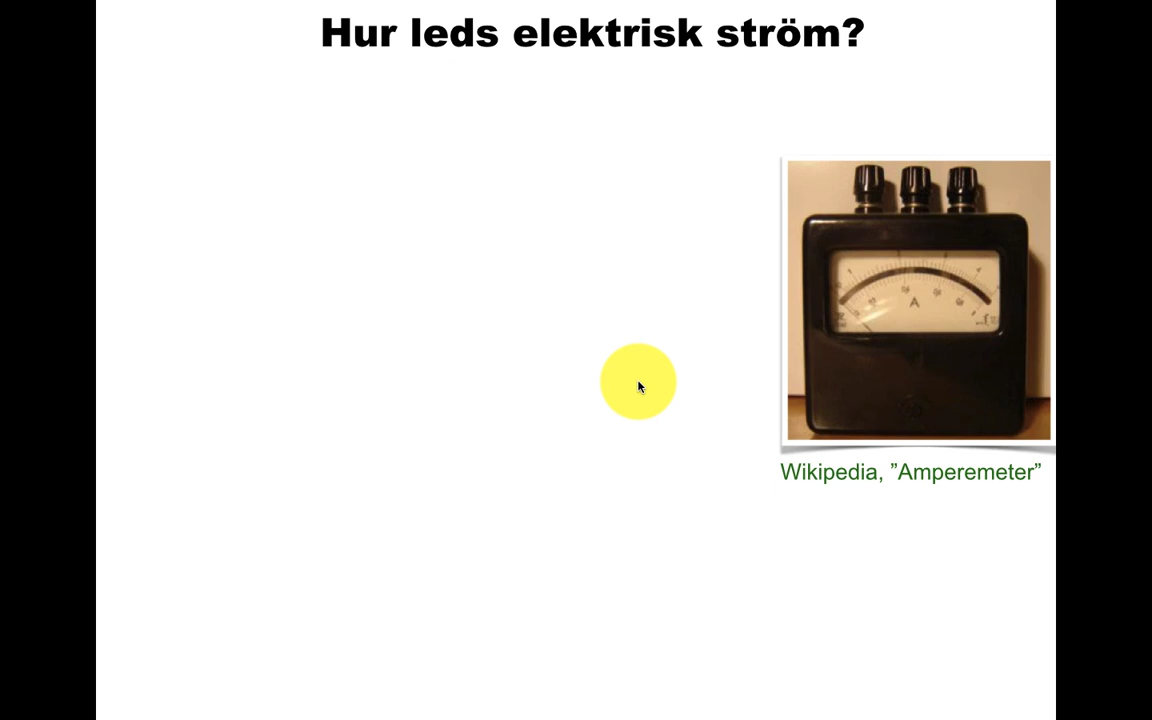 Hur leds elektrisk ström?
A
Wikipedia, ”Amperemeter”